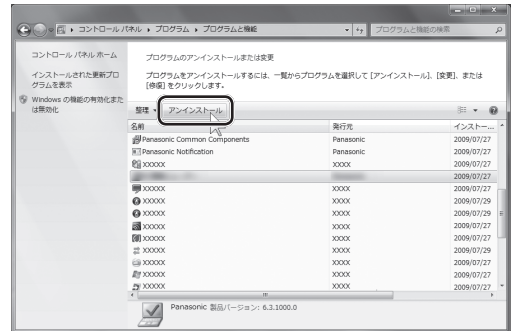 コントロール パネル ▸ プログラム ▸ プログラムと機能
プログラムと機能の検索
コントロール パネル ホーム
インストールされた更新プログラムを表示
Windows の機能の有効化または無効化
プログラムのアンインストールまたは変更
プログラムをアンインストールするには、一覧からプログラムを選択して [アンインストール]、[変更]、または
[修復] をクリックします。
整理 アンインストール
名前 発行元 インストー...
Panasonic Common Components Panasonic 2009/07/27
Panasonic Notification Panasonic 2009/07/27
XXXXX XXXX 2009/07/27
2009/07/27
XXXXX XXXX 2009/07/27
XXXXX XXXX 2009/07/29
XXXXX XXXX 2009/07/29
XXXXX XXXX 2009/07/27
XXXXX XXXX 2009/07/27
XXXXX XXXX 2009/07/29
XXXXX XXXX 2009/07/27
XXXXX XXXX 2009/07/27
XXXXX XXXX 2009/07/27
Panasonic 製品バージョン: 6.3.1000.0